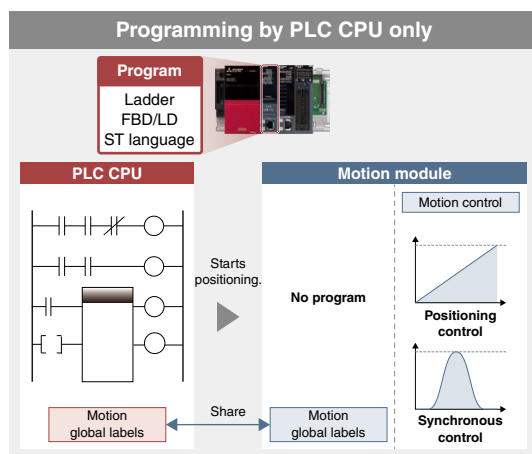 Programming by PLC CPU only
Program
Ladder
FBD/LD
ST language
PLC CPU
Motion module
Motion control
Starts
positioning.
No program
Positioning
control
Synchronous
control
Motion
global labels
Share
Motion
global labels